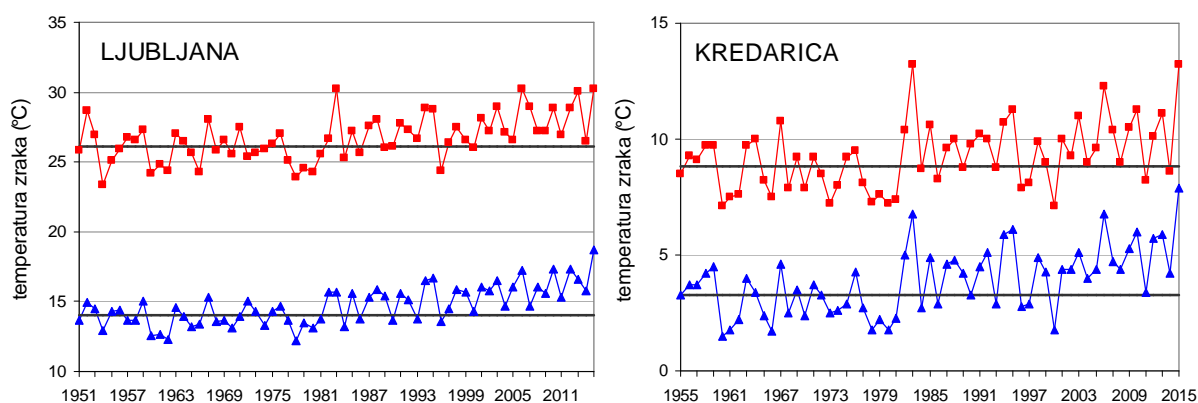 LJUBLJANA
temperatura zraka (ºC)
35
30
25
20
15
10
1951 1957 1963 1969 1975 1981 1987 1993 1999 2005 2011
KREDARICA
temperatura zraka (ºC)
15
10
5
0
1955 1961 1967 1973 1979 1985 1991 1997 2003 2009 2015